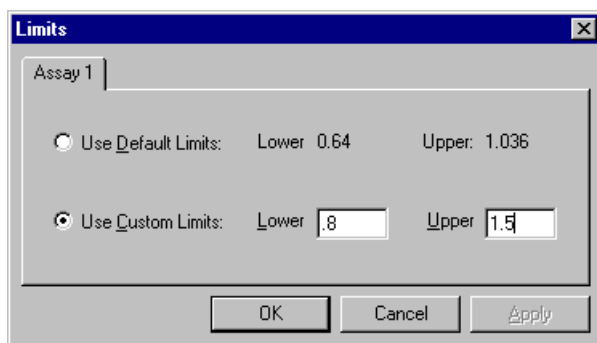 Limits
Assay 1
Use Default Limits: Lower 0.64 Upper: 1.036
Use Custom Limits: Lower .8 Upper 1.5
OK Cancel Apply